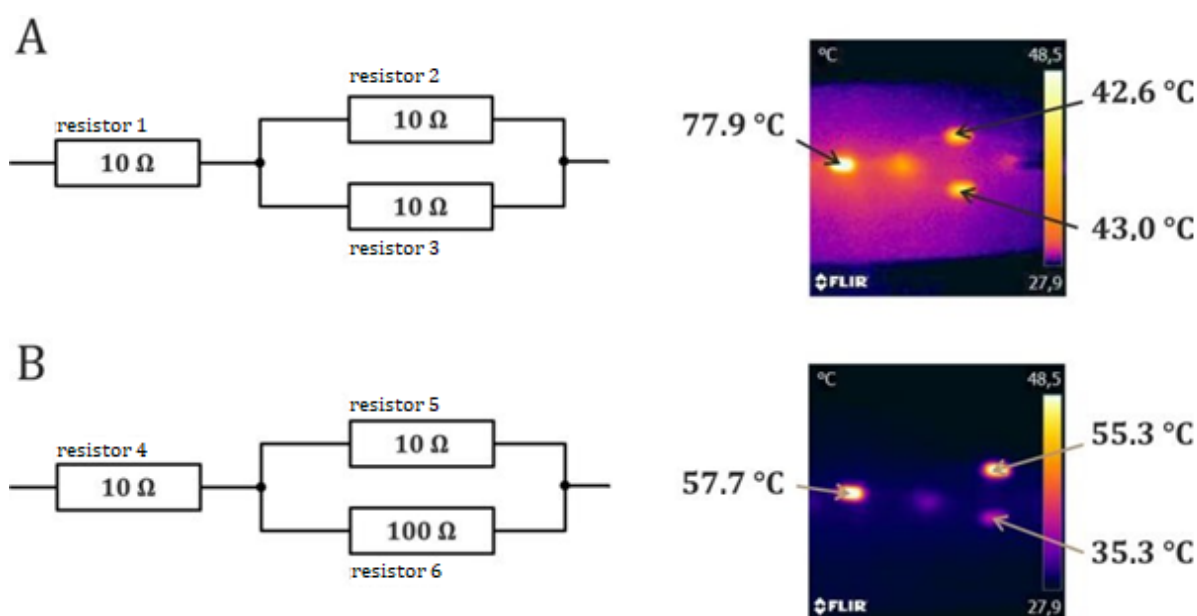 A
resistor 1
10 Ω
resistor 2
10 Ω
10 Ω
resistor 3
°C
48,5
77.9 °C
42.6 °C
43.0 °C
FLIR
27,9
B
resistor 4
10 Ω
resistor 5
10 Ω
100 Ω
resistor 6
°C
48,5
57.7 °C
55.3 °C
35.3 °C
FLIR
27,9